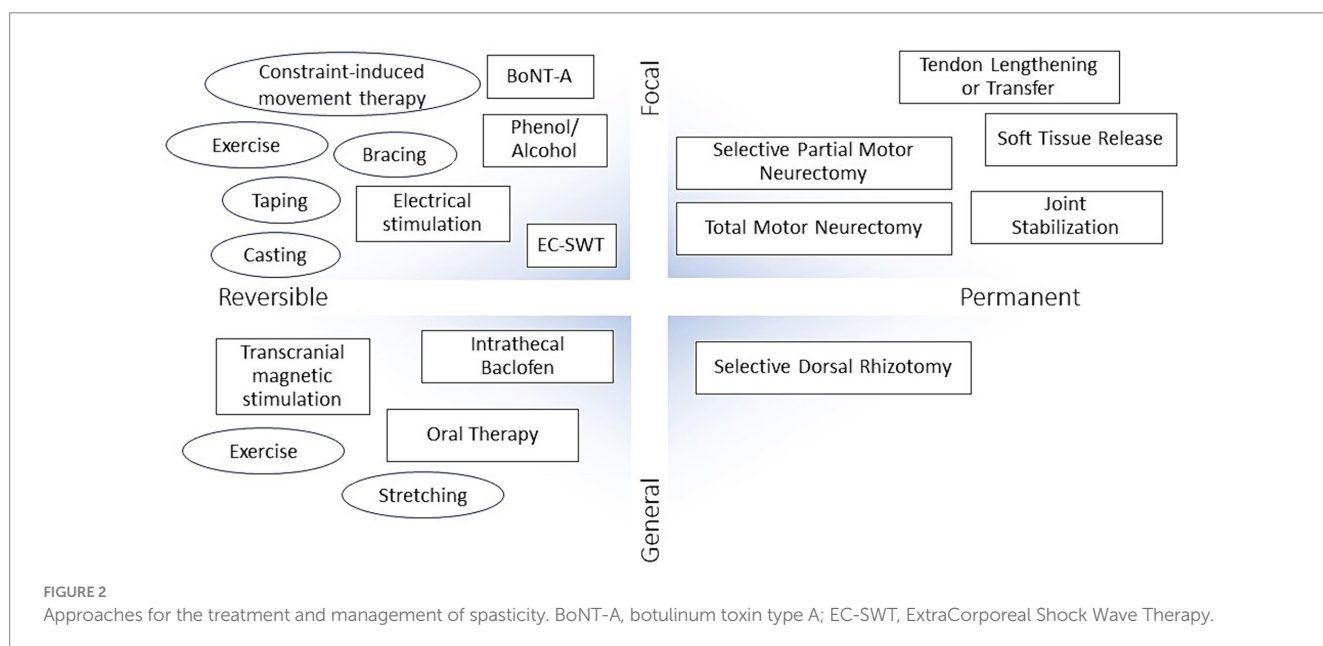 Constraint-induced
movement therapy
BoNT-A
Exercise
Bracing
Phenol/
Alcohol
Taping
Electrical
stimulation
Casting
EC-SWT
Focal
Tendon Lengthening
or Transfer
Soft Tissue Release
Selective Partial Motor
Neurectomy
Total Motor Neurectomy
Joint
Stabilization
Reversible
Permanent
Transcranial
magnetic
stimulation
Intrathecal
Baclofen
Oral Therapy
Exercise
Stretching
General
Selective Dorsal Rhizotomy
FIGURE 2
Approaches for the treatment and management of spasticity. BoNT-A, botulinum toxin type A; EC-SWT, ExtraCorporeal Shock Wave Therapy.